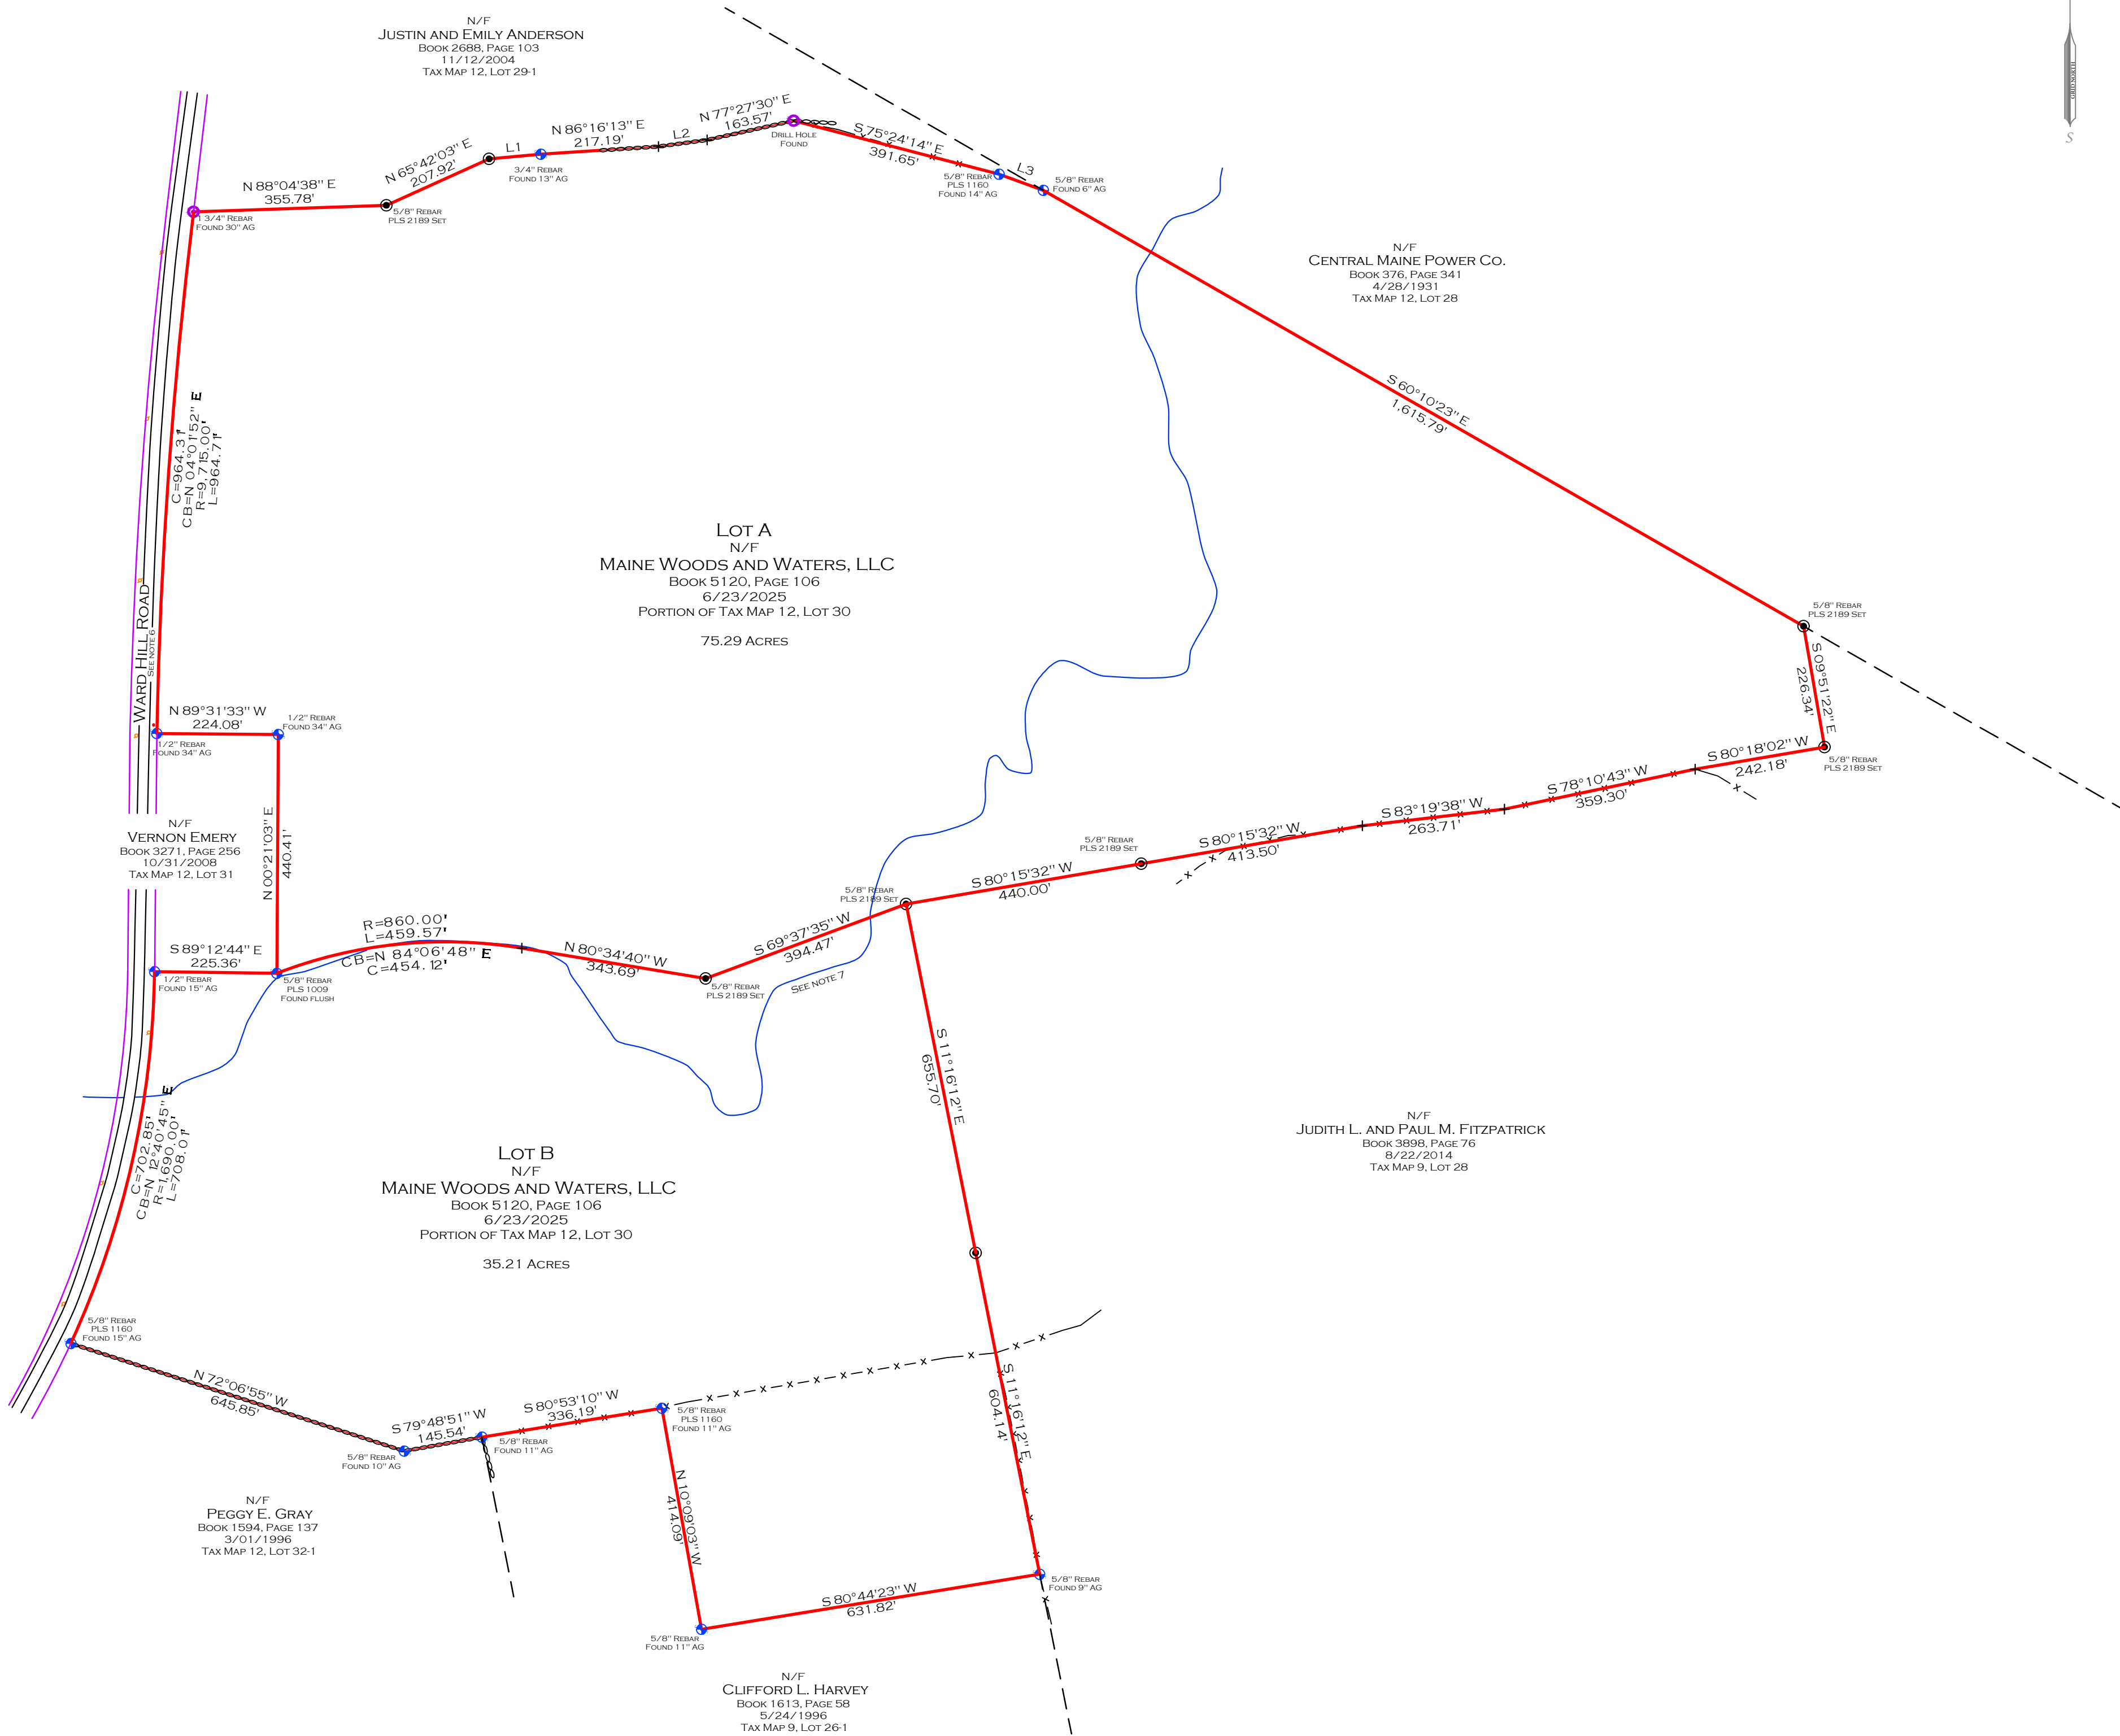 N/F
JUSTIN AND EMILY ANDERSON
BOOK 2688, PAGE 103
11/12/2004
TAX MAP 12, LOT 29-1
GRID NORTH
S
N 88°04'38" E
355.78'
N 65°42'03" E
207.92'
L1
N 86°16'13" E
217.19'
L2
N 77°27'30" E
163.57'
DRILL HOLE
FOUND
S 75°24'14" E
391.65'
L3
3/4" REBAR
FOUND 13" AG
5/8" REBAR
PLS 1160
FOUND 14" AG
5/8" REBAR
FOUND 6" AG
1 3/4" REBAR
FOUND 30" AG
5/8" REBAR
PLS 2189 SET
N/F
CENTRAL MAINE POWER CO.
BOOK 376, PAGE 341
4/28/1931
TAX MAP 12, LOT 28
S 60°10'23" E
1,615.79'
C=964.31'
CB=N 04°01'52" E
R=9,715.00'
L=964.71'
LOT A
N/F
MAINE WOODS AND WATERS, LLC
BOOK 5120, PAGE 106
6/23/2025
PORTION OF TAX MAP 12, LOT 30
75.29 ACRES
WARD HILL ROAD
SEE NOTE 6
5/8" REBAR
PLS 2189 SET
S 09°51'22" E
226.34'
N 89°31'33" W
224.08'
1/2" REBAR
FOUND 34" AG
1/2" REBAR
FOUND 34" AG
5/8" REBAR
PLS 2189 SET
S 80°18'02" W
242.18'
S 78°10'43" W
359.30'
S 83°19'38" W
263.71'
S 80°15'32" W
413.50'
5/8" REBAR
PLS 2189 SET
S 80°15'32" W
440.00'
5/8" REBAR
PLS 2189 SET
N/F
VERNON EMERY
BOOK 3271, PAGE 256
10/31/2008
TAX MAP 12, LOT 31
N 00°21'03" E
440.41'
R=860.00'
L=459.57'
CB=N 84°06'48" E
C=454.12'
N 80°34'40" W
343.69'
S 69°37'35" W
394.47'
5/8" REBAR
PLS 2189 SET
SEE NOTE 7
S 89°12'44" E
225.36'
1/2" REBAR
FOUND 15" AG
5/8" REBAR
PLS 1009
FOUND FLUSH
S 11°16'12" E
655.70'
C=702.85'
CB=N 12°40'45" E
R=1,690.00'
L=708.01'
LOT B
N/F
MAINE WOODS AND WATERS, LLC
BOOK 5120, PAGE 106
6/23/2025
PORTION OF TAX MAP 12, LOT 30
35.21 ACRES
N/F
JUDITH L. AND PAUL M. FITZPATRICK
BOOK 3898, PAGE 76
8/22/2014
TAX MAP 9, LOT 28
5/8" REBAR
PLS 1160
FOUND 15" AG
N 72°06'55" W
645.85'
S 79°48'51" W
145.54'
S 80°53'10" W
336.19'
5/8" REBAR
PLS 1160
FOUND 11" AG
5/8" REBAR
FOUND 11" AG
5/8" REBAR
FOUND 10" AG
S 11°16'12" E
604.14'
N 10°09'03" W
414.09'
S 80°44'23" W
631.82'
5/8" REBAR
FOUND 9" AG
5/8" REBAR
FOUND 11" AG
N/F
PEGGY E. GRAY
BOOK 1594, PAGE 137
3/01/1996
TAX MAP 12, LOT 32-1
N/F
CLIFFORD L. HARVEY
BOOK 1613, PAGE 58
5/24/1996
TAX MAP 9, LOT 26-1